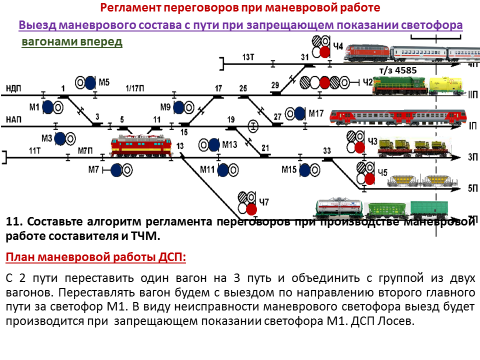 Регламент переговоров при маневровой работе
Выезд маневрового состава с пути при запрещающем показании светофора
вагонами вперед
Ч4
13Т
31
4П
т/з 4585
Ч2
НДП
1
М5
1/17П
17
25
29
IIП
М1
М9
М17
НАП
3
5
11
15
19
1
IП
М3
М13
Ч3
11Т
М7П
13
21
33
3П
М7
М11
М15
Ч5
5П
Ч7
7П
11. Составьте алгоритм регламента переговоров при производстве маневровой
работе составителя и ТЧМ.
План маневровой работы ДСП:
С 2 пути переставить один вагон на 3 путь и объединить с группой из двух
вагонов. Переставлять вагон будем с выездом по направлению второго главного
пути за светофор М1. В виду неисправности маневрового светофора выезд будет
производится при запрещающем показании светофора М1. ДСП Лосев.